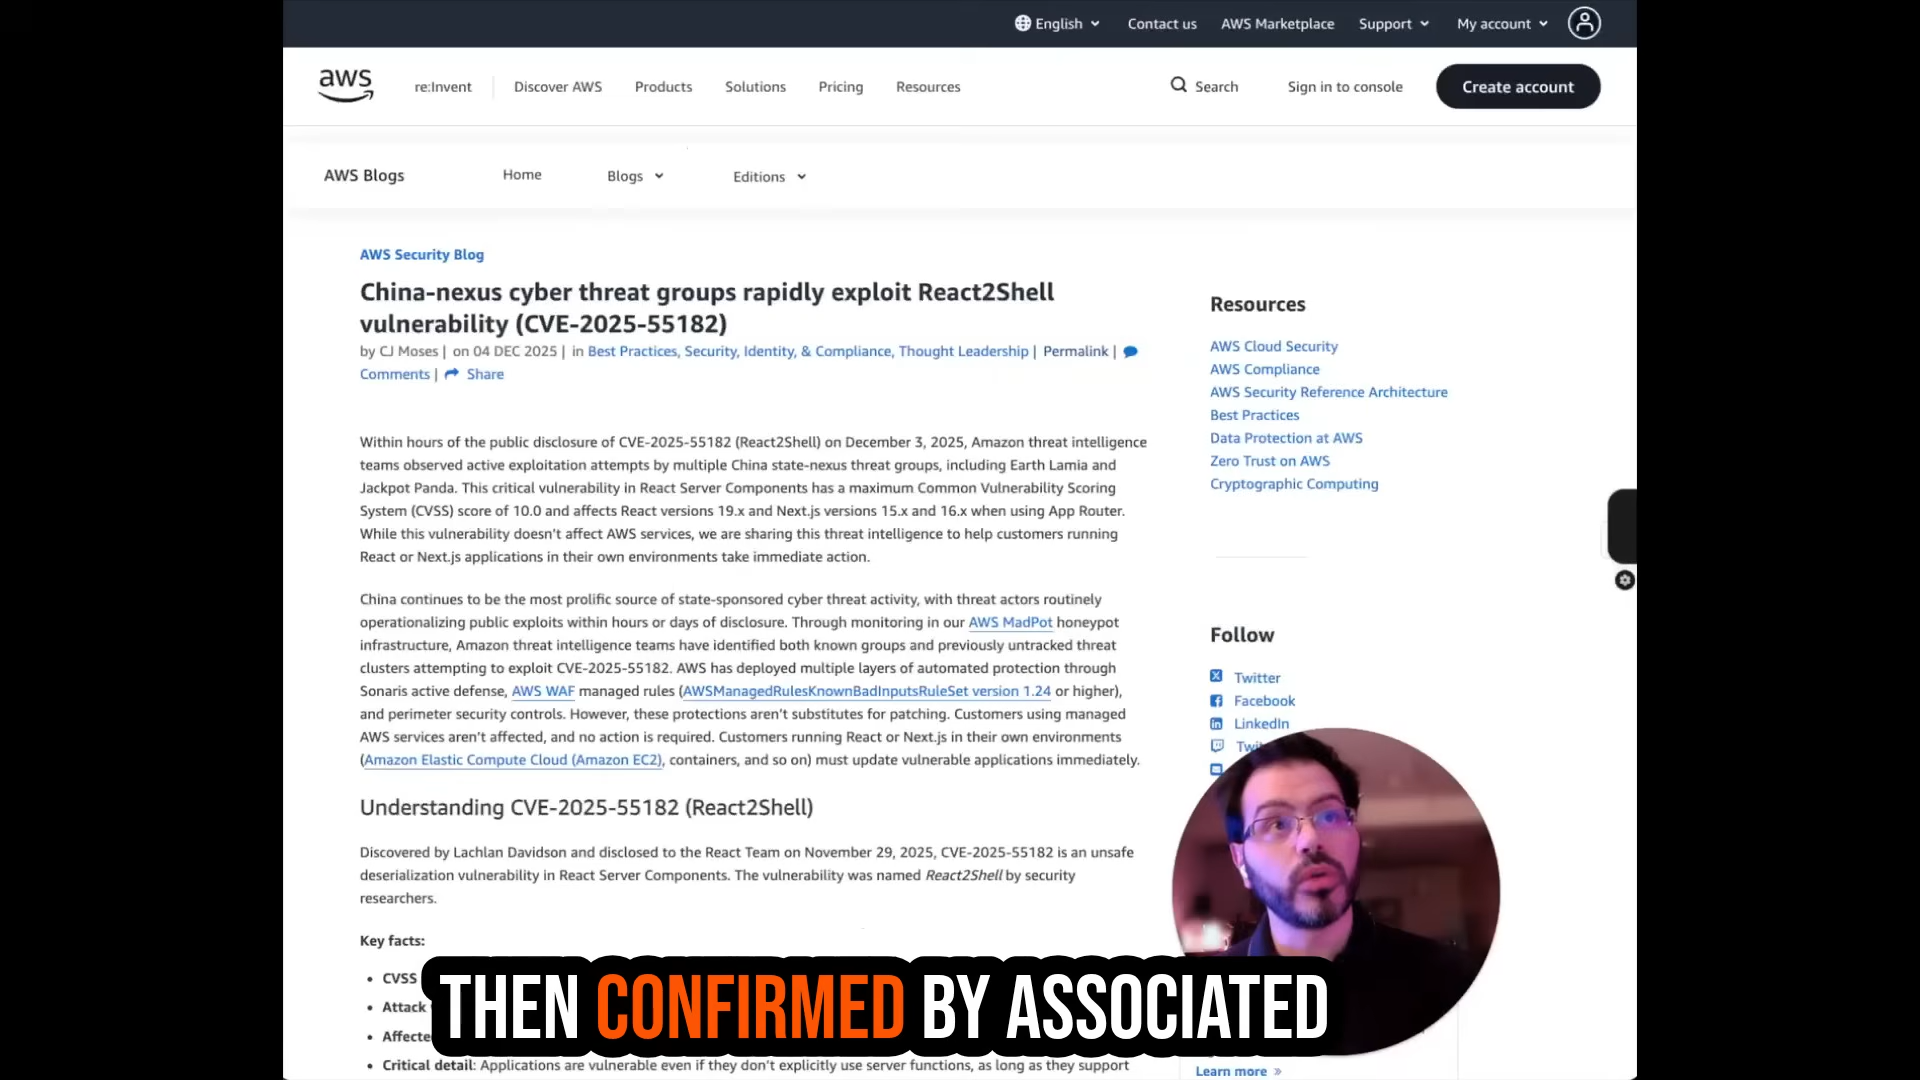 English
Contact us
AWS Marketplace
Support
My account
aws
re:Invent
Discover AWS
Products
Solutions
Pricing
Resources
Search
Sign in to console
Create account
AWS Blogs
Home
Blogs
Editions
AWS Security Blog
China-nexus cyber threat groups rapidly exploit React2Shell
vulnerability (CVE-2025-55182)
by CJ Moses | on 04 DEC 2025 | in Best Practices, Security, Identity, & Compliance, Thought Leadership | Permalink |
Comments | Share
Within hours of the public disclosure of CVE-2025-55182 (React2Shell) on December 3, 2025, Amazon threat intelligence
teams observed active exploitation attempts by multiple China state-nexus threat groups, including Earth Lamia and
Jackpot Panda. This critical vulnerability in React Server Components has a maximum Common Vulnerability Scoring
System (CVSS) score of 10.0 and affects React versions 19.x and Next.js versions 15.x and 16.x when using App Router.
While this vulnerability doesn't affect AWS services, we are sharing this threat intelligence to help customers running
React or Next.js applications in their own environments take immediate action.
China continues to be the most prolific source of state-sponsored cyber threat activity, with threat actors routinely
operationalizing public exploits within hours or days of disclosure. Through monitoring in our AWS MadPot honeypot
infrastructure, Amazon threat intelligence teams have identified both known groups and previously untracked threat
clusters attempting to exploit CVE-2025-55182. AWS has deployed multiple layers of automated protection through
Sonaris active defense, AWS WAF managed rules (AWSManagedRulesKnownBadInputsRuleSet version 1.24 or higher),
and perimeter security controls. However, these protections aren't substitutes for patching. Customers using managed
AWS services aren't affected, and no action is required. Customers running React or Next.js in their own environments
(Amazon Elastic Compute Cloud (Amazon EC2), containers, and so on) must update vulnerable applications immediately.
Understanding CVE-2025-55182 (React2Shell)
Discovered by Lachlan Davidson and disclosed to the React Team on November 29, 2025, CVE-2025-55182 is an unsafe
deserialization vulnerability in React Server Components. The vulnerability was named React2Shell by security
researchers.
Key facts:
• CVSS
• Attack
• Affecte
• Critical detail: Applications are vulnerable even if they don't explicitly use server functions, as long as they support
Resources
AWS Cloud Security
AWS Compliance
AWS Security Reference Architecture
Best Practices
Data Protection at AWS
Zero Trust on AWS
Cryptographic Computing
Follow
Twitter
Facebook
LinkedIn
Learn more »
THEN CONFIRMED BY ASSOCIATED